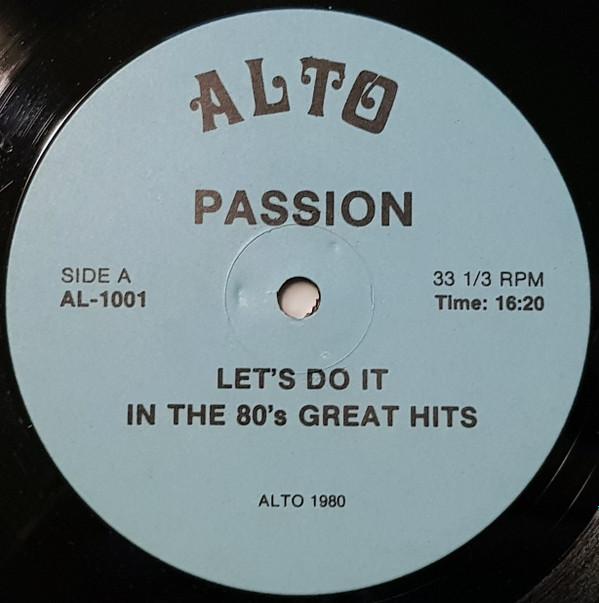 ALTO
PASSION
SIDE A
AL-1001
33 1/3 RPM
Time: 16:20
LET'S DO IT
IN THE 80's GREAT HITS
ALTO 1980